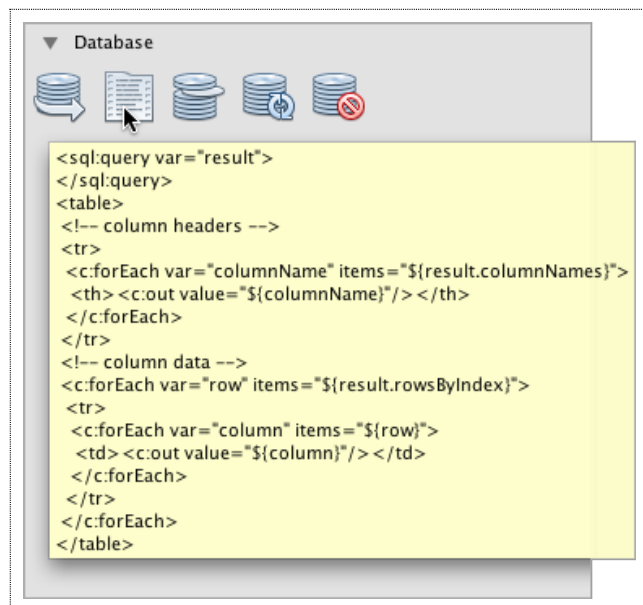 Database
<sql:query var="result">
</sql:query>
<table>
<!-- column headers -->
<tr>
<c:forEach var="columnName" items="${result.columnNames}">
<th><c:out value="${columnName}"/></th>
</c:forEach>
</tr>
<!-- column data -->
<c:forEach var="row" items="${result.rowsByIndex}">
<tr>
<c:forEach var="column" items="${row}">
<td><c:out value="${column}"/></td>
</c:forEach>
</tr>
</c:forEach>
</table>